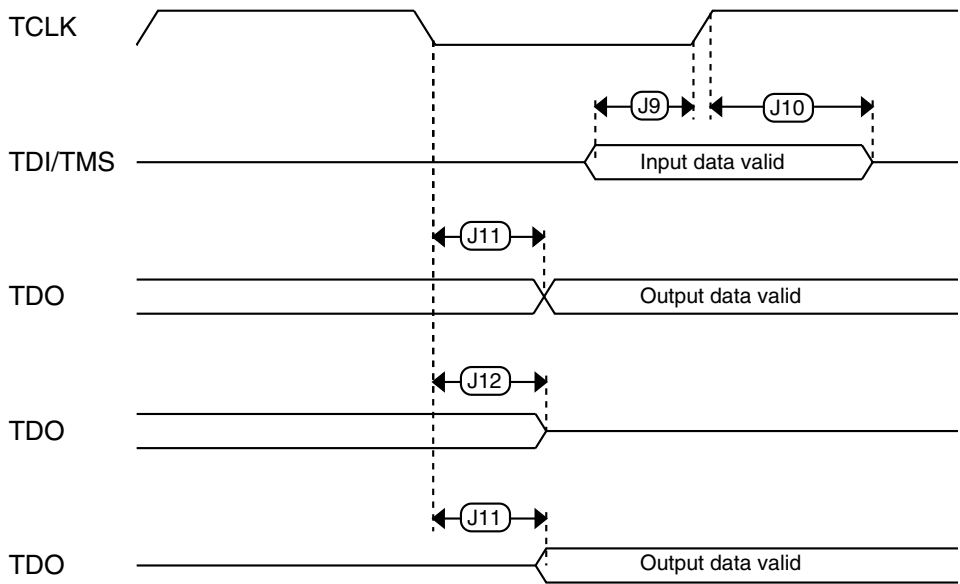 TCLK
J9
J10
TDI/TMS
Input data valid
J11
TDO
Output data valid
J12
TDO
J11
TDO
Output data valid